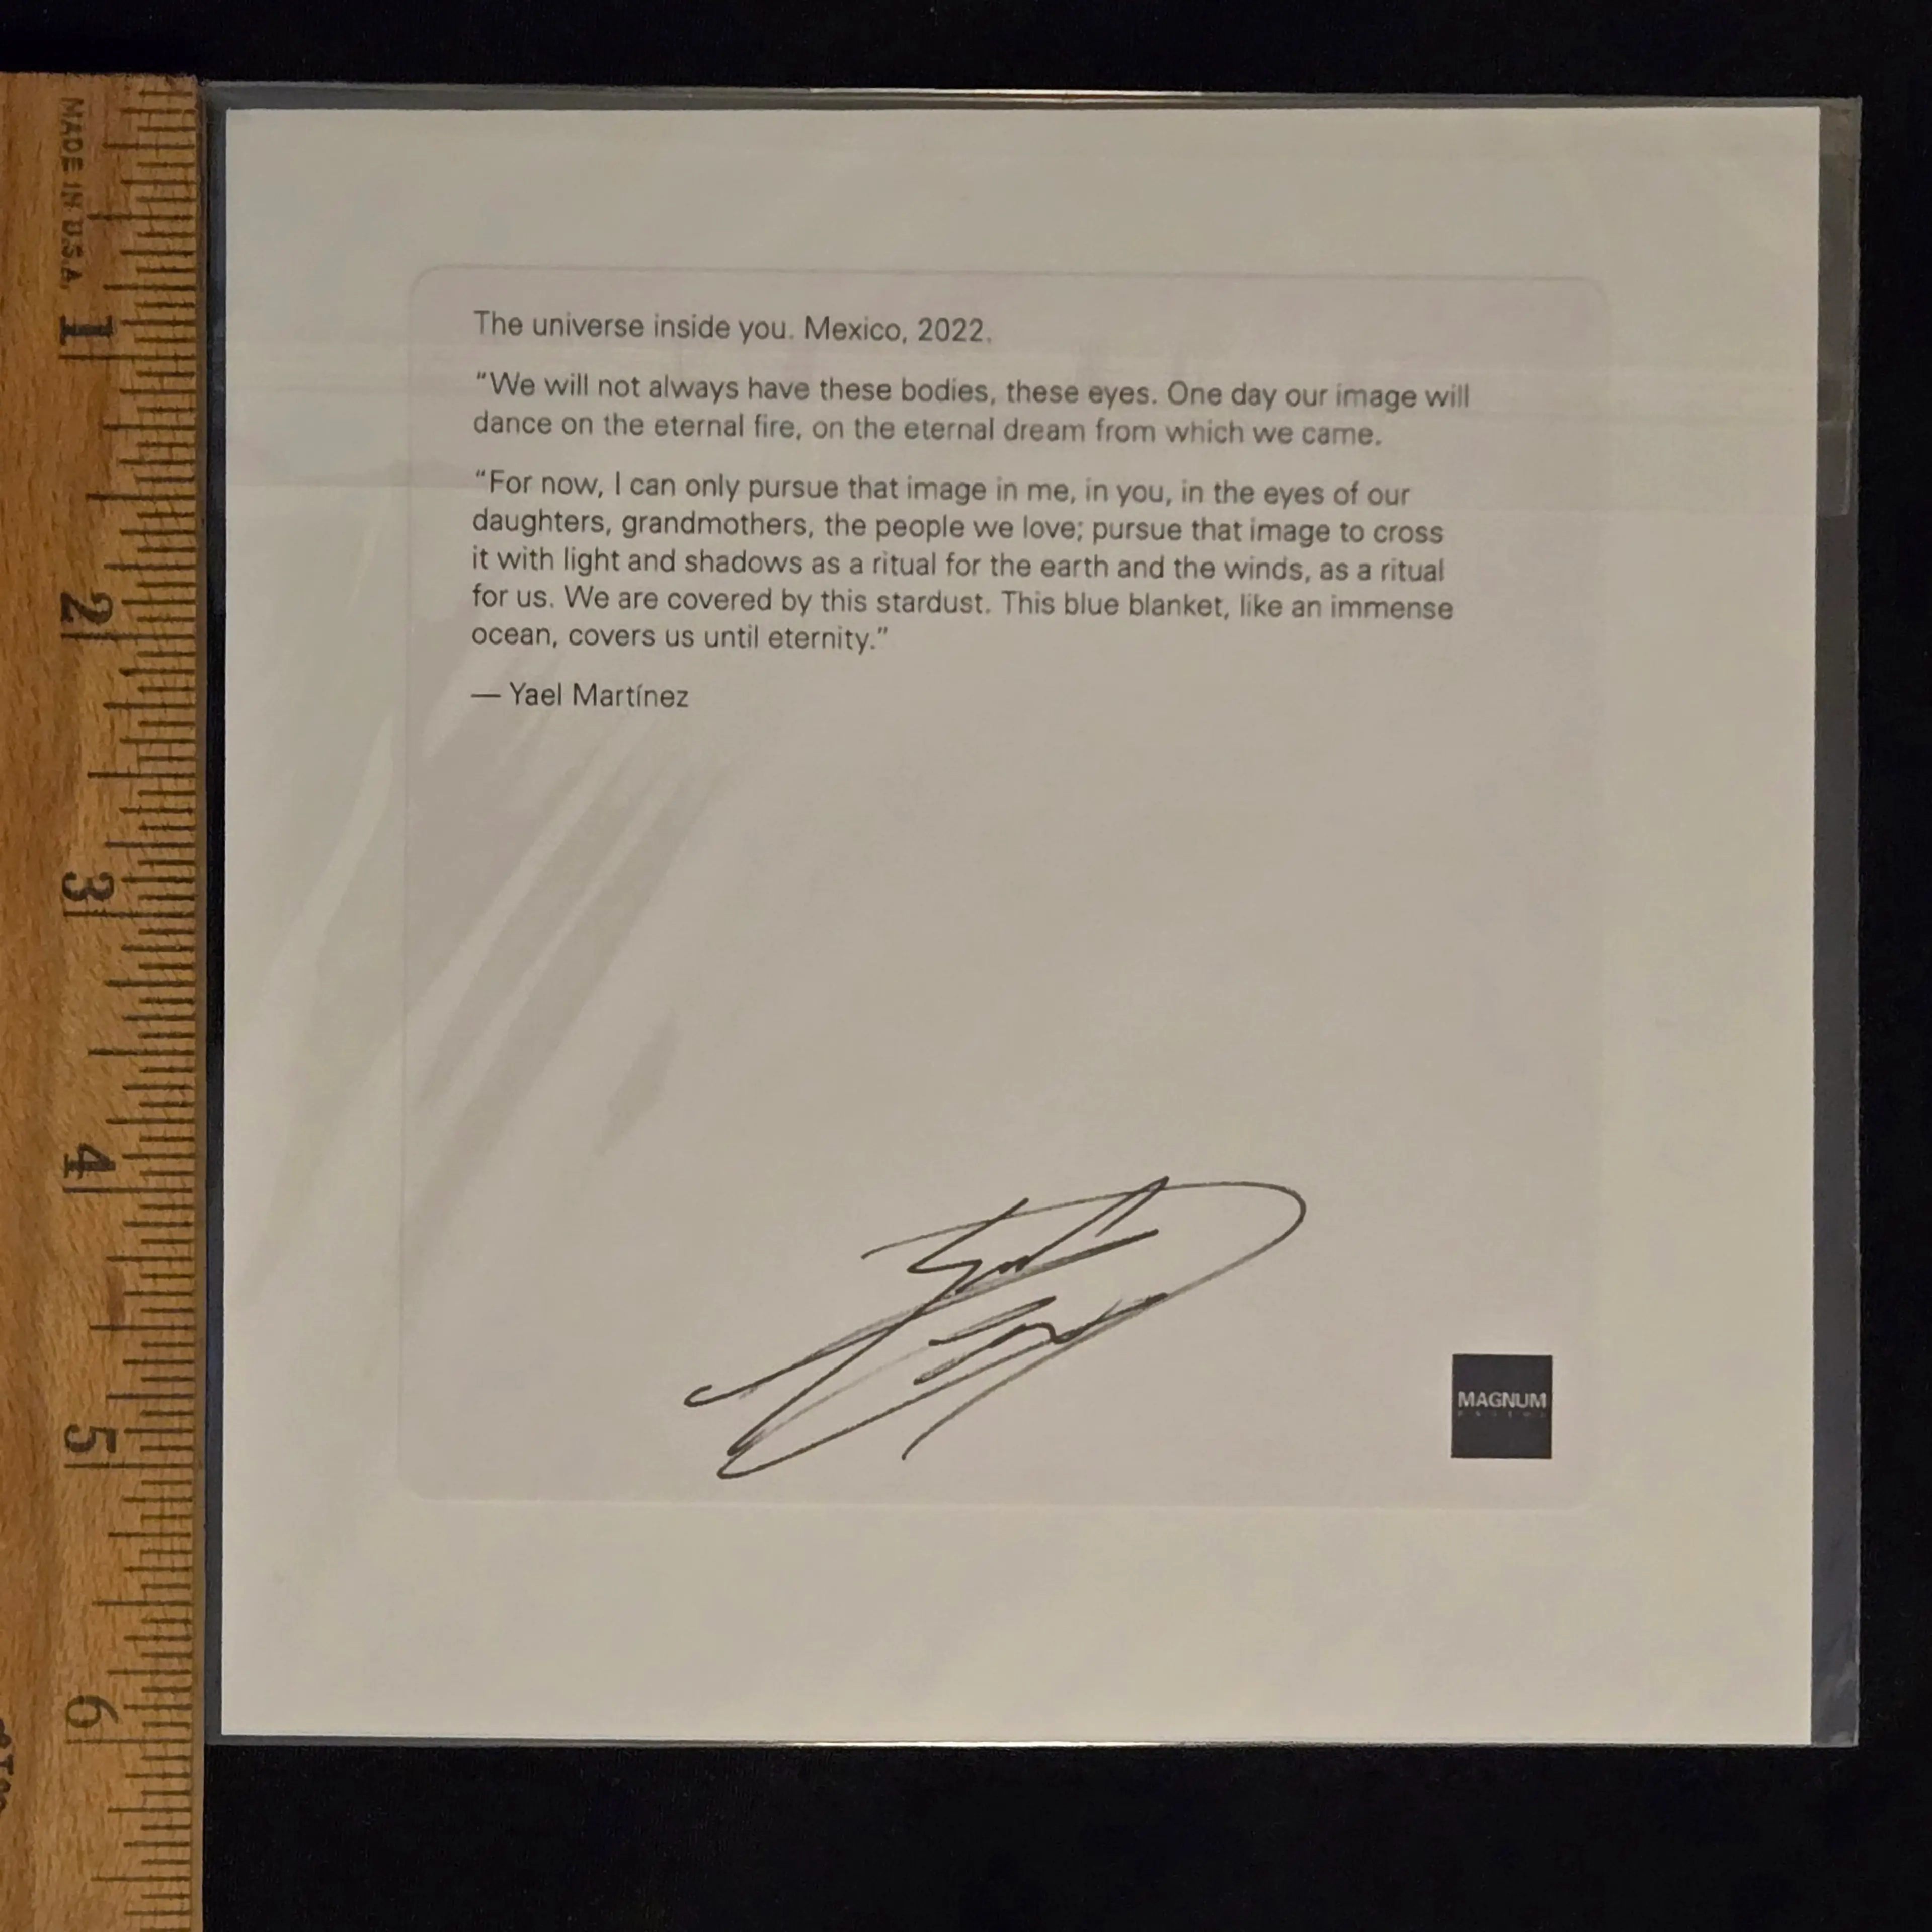 MADE IN U.S.A.
1
2
3
4
5
6
The universe inside you. Mexico, 2022.
“We will not always have these bodies, these eyes. One day our image will
dance on the eternal fire, on the eternal dream from which we came.
“For now, I can only pursue that image in me, in you, in the eyes of our
daughters, grandmothers, the people we love; pursue that image to cross
it with light and shadows as a ritual for the earth and the winds, as a ritual
for us. We are covered by this stardust. This blue blanket, like an immense
ocean, covers us until eternity.”
— Yael Martínez
MAGNUM